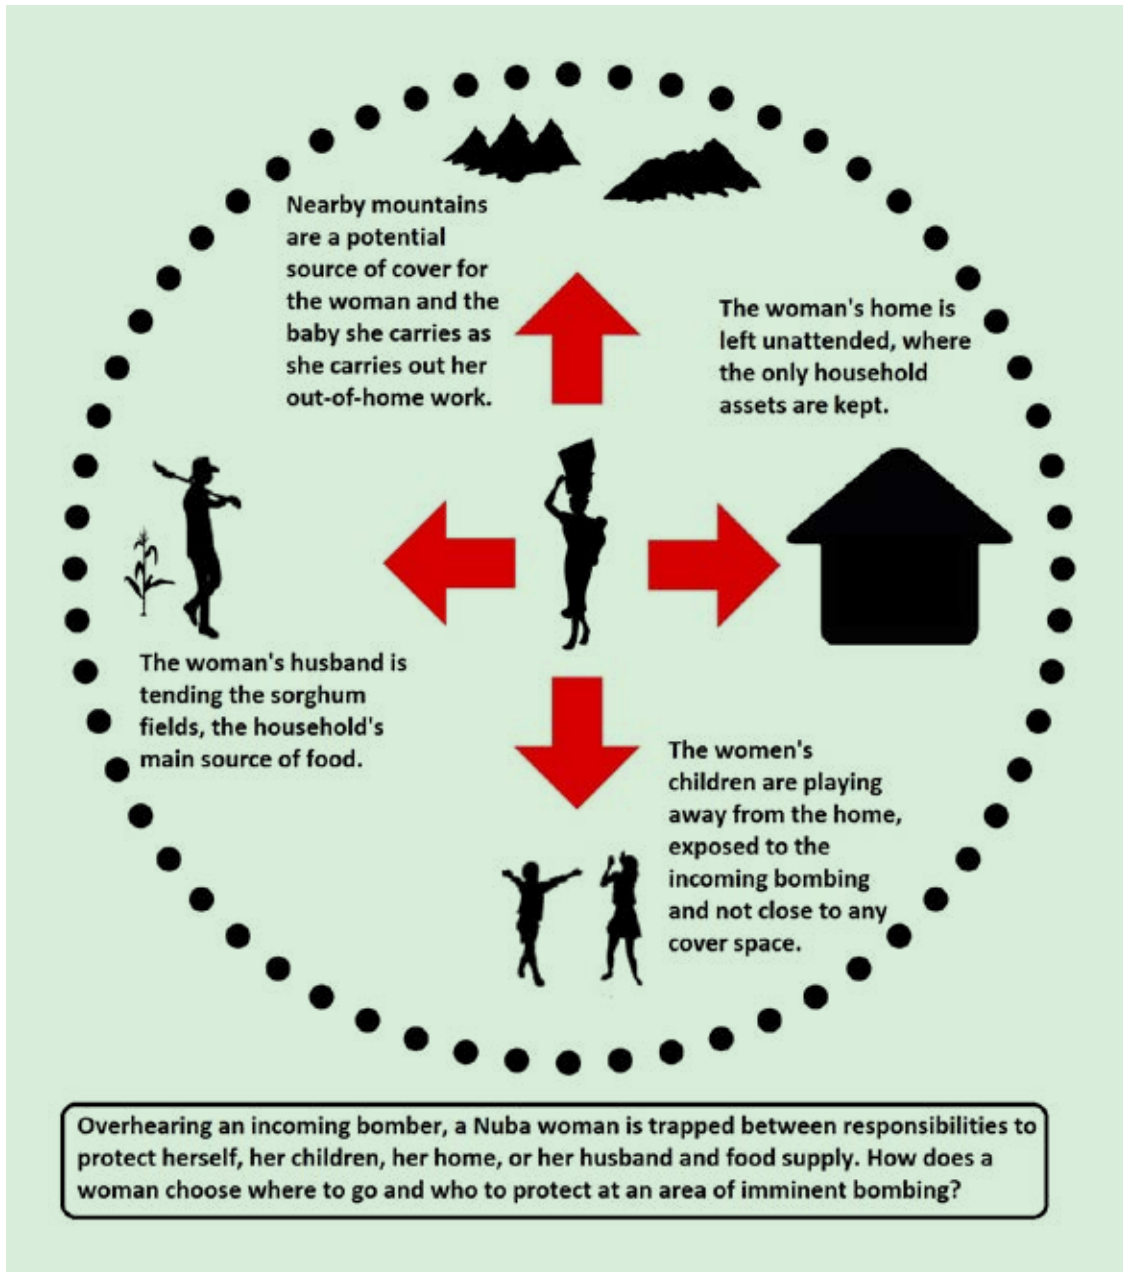 Nearby mountains
are a potential
source of cover for
the woman and the
baby she carries as
she carries out her
out-of-home work.
The woman's home is
left unattended, where
the only household
assets are kept.
The woman's husband is
tending the sorghum
fields, the household's
main source of food.
The women's
children are playing
away from the home,
exposed to the
incoming bombing
and not close to any
cover space.
Overhearing an incoming bomber, a Nuba woman is trapped between responsibilities to
protect herself, her children, her home, or her husband and food supply. How does a
woman choose where to go and who to protect at an area of imminent bombing?